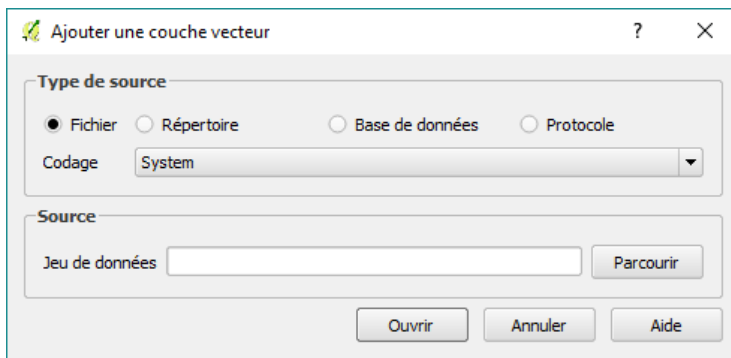 Ajouter une couche vecteur ?
Type de source
Fichier Répertoire Base de données Protocole
Codage System
Source
Jeu de données Parcourir
Ouvrir Annuler Aide